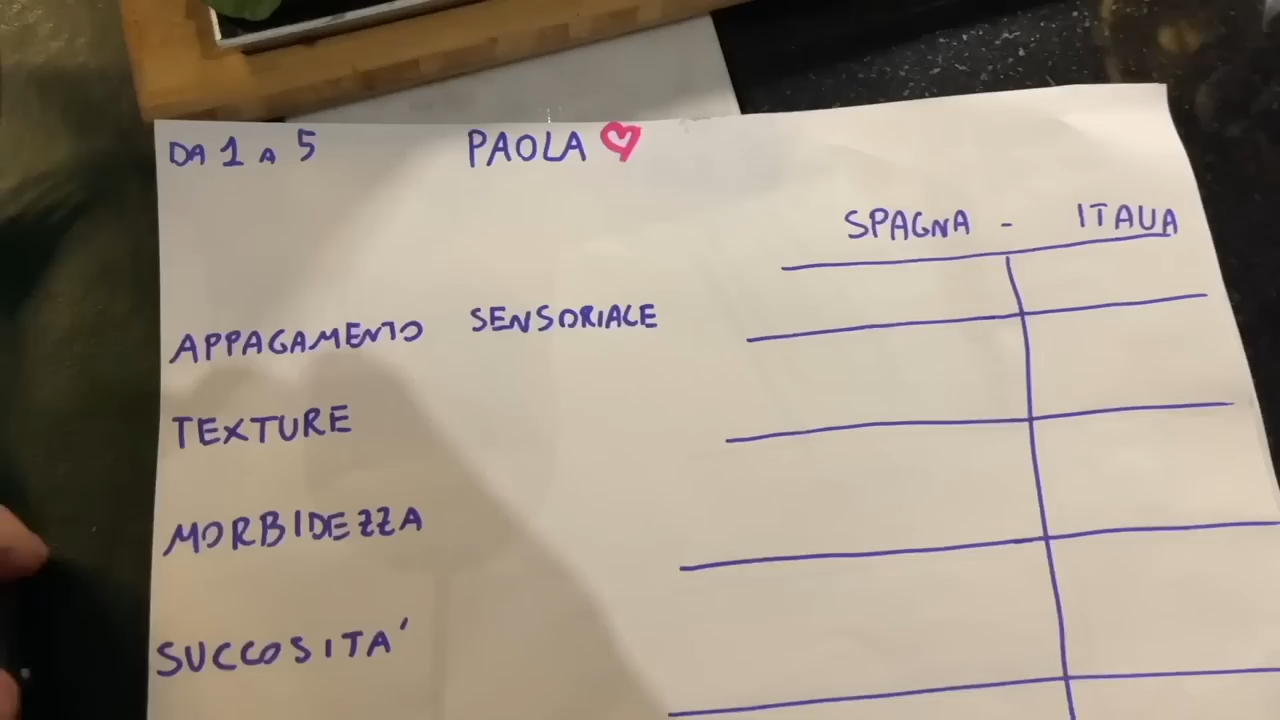 DA 1 A 5 PAOLA
SPAGNA - ITALIA
APPAGAMENTO SENSORIALE
TEXTURE
MORBIDEZZA
SUCCOSITA'